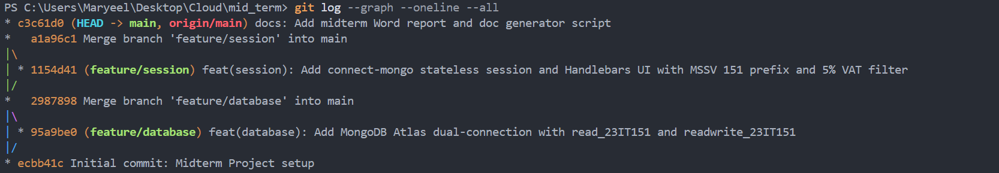 PS C:\Users\Maryeel\Desktop\Cloud\mid_term> git log --graph --oneline --all
* c3c61d0 (HEAD -> main, origin/main) docs: Add midterm Word report and doc generator script
*   a1a96c1 Merge branch 'feature/session' into main
|\
| * 1154d41 (feature/session) feat(session): Add connect-mongo stateless session and Handlebars UI with MSSV 151 prefix and 5% VAT filter
|/
*   2987898 Merge branch 'feature/database' into main
|\
| * 95a9be0 (feature/database) feat(database): Add MongoDB Atlas dual-connection with read_23IT151 and readwrite_23IT151
|/
* ecbb41c Initial commit: Midterm Project setup